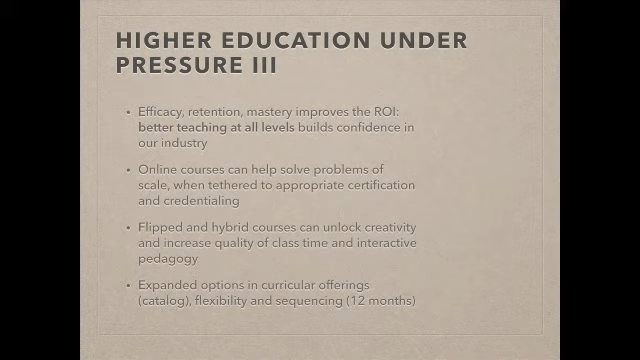 HIGHER EDUCATION UNDER
PRESSURE III
• Efficacy, retention, mastery improves the ROI:
better teaching at all levels builds confidence in
our industry
• Online courses can help solve problems of
scale, when tethered to appropriate certification
and credentialing
• Flipped and hybrid courses can unlock creativity
and increase quality of class time and interactive
pedagogy
• Expanded options in curricular offerings
(catalog), flexibility and sequencing (12 months)